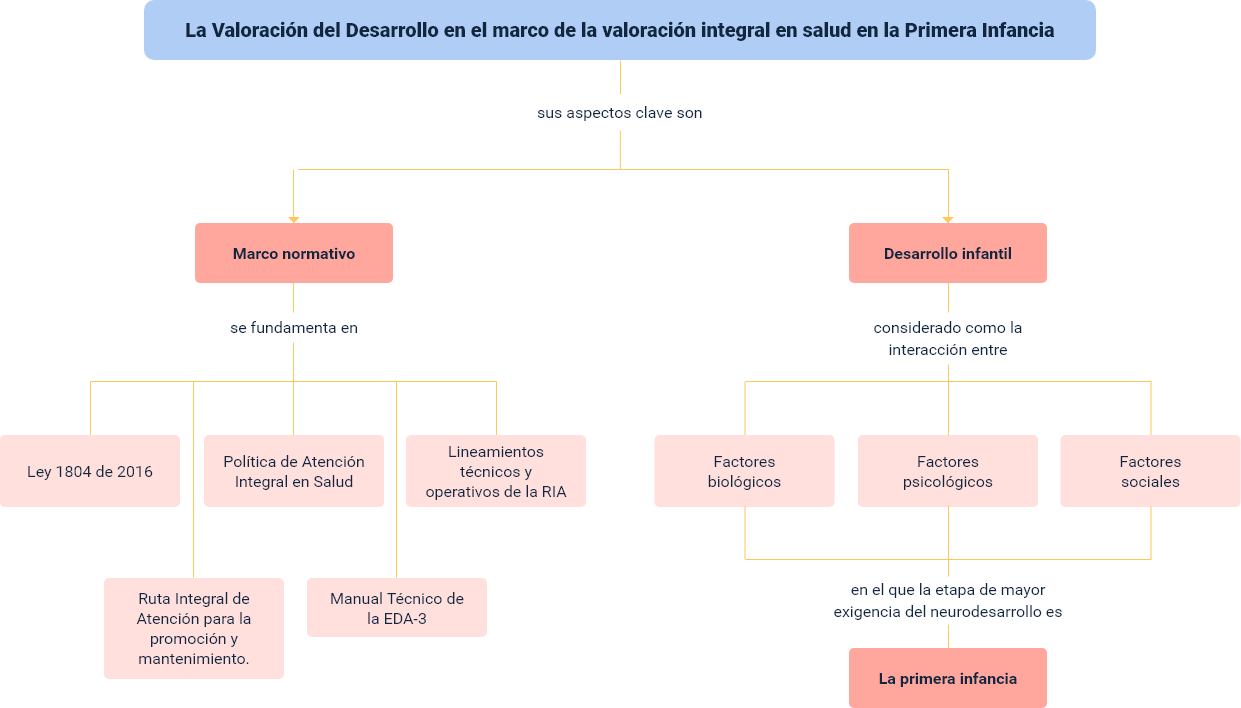 La Valoración del Desarrollo en el marco de la valoración integral en salud en la Primera Infancia
sus aspectos clave son
Marco normativo
se fundamenta en
Ley 1804 de 2016
Política de Atención
Integral en Salud
Lineamientos
técnicos y
operativos de la RIA
Ruta Integral de
Atención para la
promoción y
mantenimiento.
Manual Técnico de
la EDA-3
Desarrollo infantil
considerado como la
interacción entre
Factores
biológicos
Factores
psicológicos
Factores
sociales
en el que la etapa de mayor
exigencia del neurodesarrollo es
La primera infancia